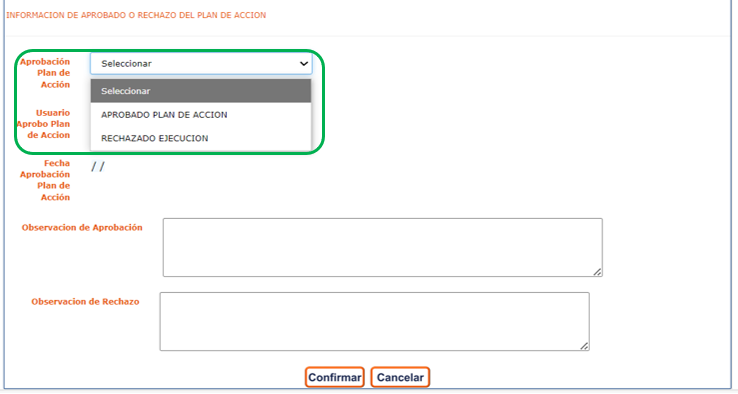 INFORMACION DE APROBADO O RECHAZO DEL PLAN DE ACCION
Aprobación
Plan de
Acción
Seleccionar
Seleccionar
APROBADO PLAN DE ACCION
RECHAZADO EJECUCION
Usuario
Aprobo Plan
de Accion
Fecha
Aprobación
Plan de
Acción
/ /
Observacion de Aprobación
Observacion de Rechazo
Confirmar Cancelar